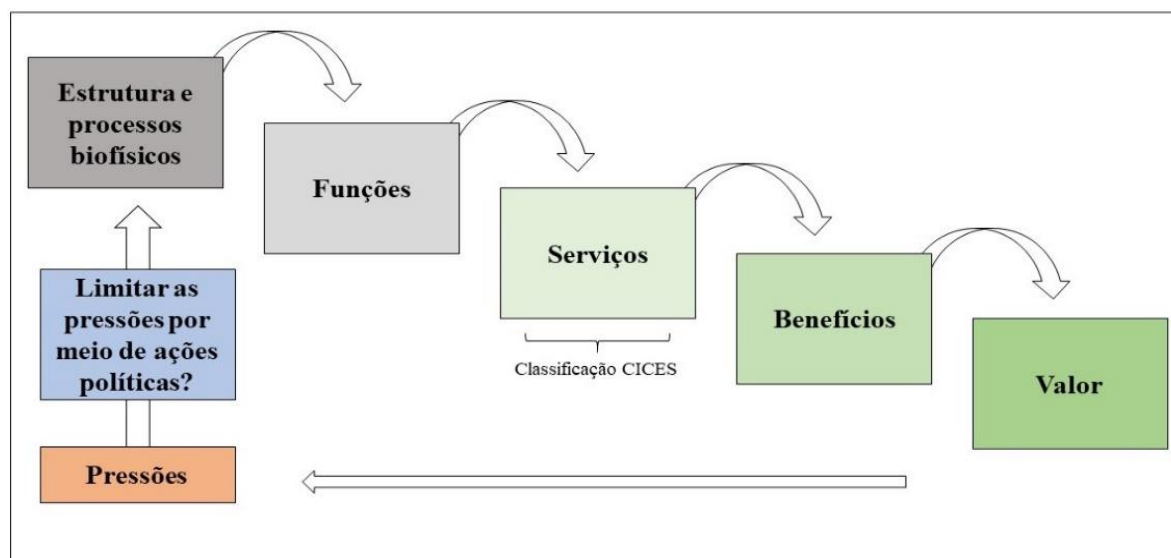 Estrutura e
processos
biofísicos
Funções
Serviços
Classificação CICES
Benefícios
Valor
Limitar as
pressões por
meio de ações
políticas?
Pressões